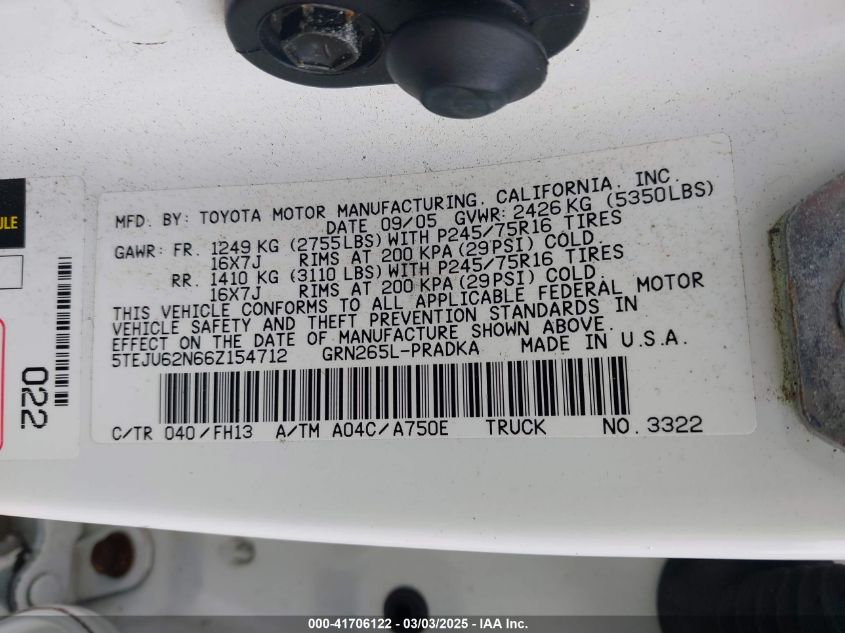 MFD. BY: TOYOTA MOTOR MANUFACTURING, CALIFORNIA, INC.
DATE 09/05 GVWR: 2426 KG (5350LBS)
GAWR: FR. 1249 KG (2755LBS) WITH P245/75R16 TIRES
16X7J RIMS AT 200 KPA (29PSI) COLD.
RR. 1410 KG (3110 LBS) WITH P245/75R16 TIRES
16X7J RIMS AT 200 KPA (29PSI) COLD.
THIS VEHICLE CONFORMS TO ALL APPLICABLE FEDERAL MOTOR
VEHICLE SAFETY AND THEFT PREVENTION STANDARDS IN
EFFECT ON THE DATE OF MANUFACTURE SHOWN ABOVE.
5TEJU62N66Z154712 GRN265L-PRADKA MADE IN U.S.A.
C/TR 040/FH13 A/TM A04C/A750E TRUCK NO. 3322
ULE
022
000-41706122 - 03/03/2025 - IAA Inc.